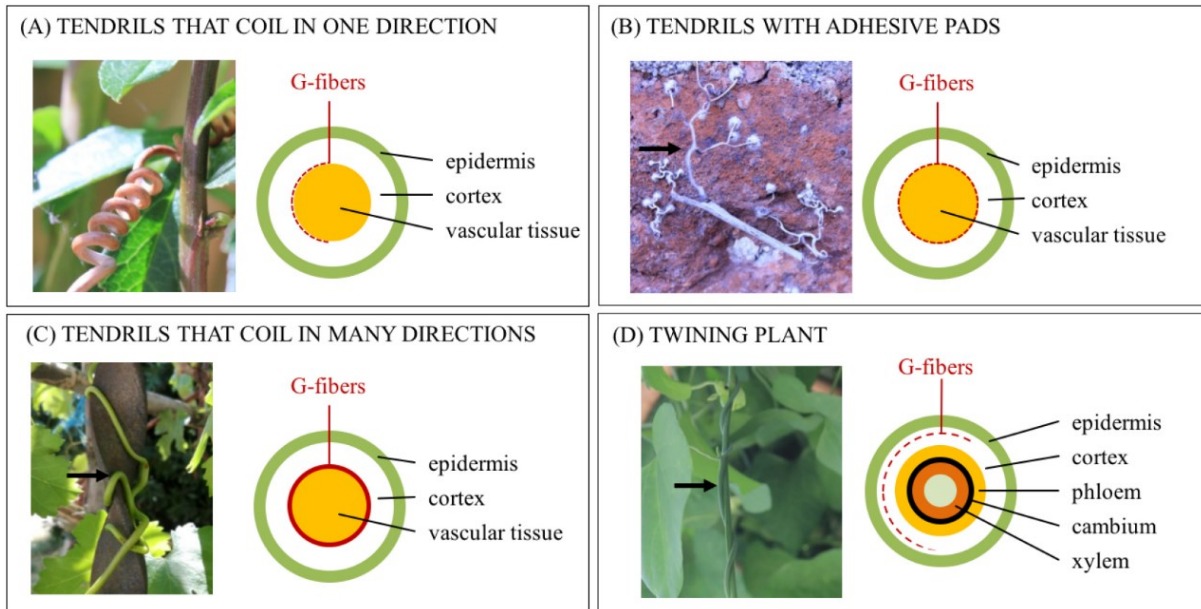 (A) TENDRILS THAT COIL IN ONE DIRECTION
G-fibers
epidermis
cortex
vascular tissue
(B) TENDRILS WITH ADHESIVE PADS
G-fibers
epidermis
cortex
vascular tissue
(C) TENDRILS THAT COIL IN MANY DIRECTIONS
G-fibers
epidermis
cortex
vascular tissue
(D) TWINING PLANT
G-fibers
epidermis
cortex
phloem
cambium
xylem